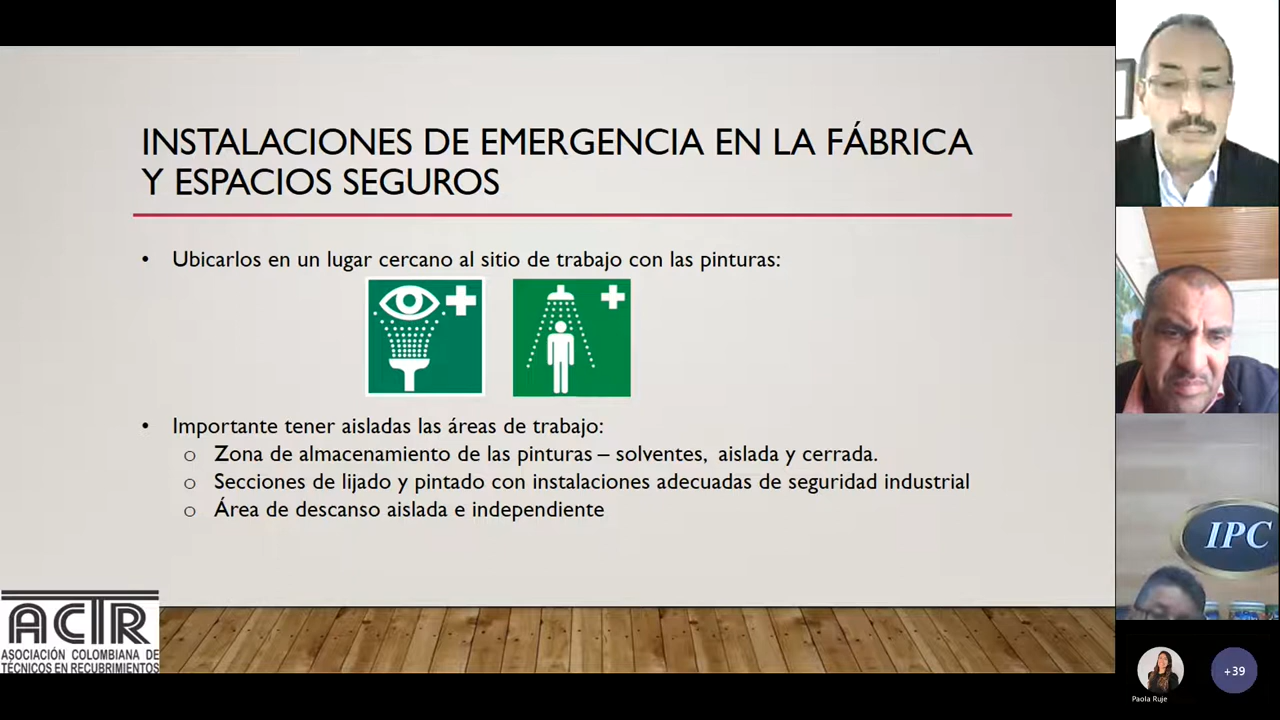 INSTALACIONES DE EMERGENCIA EN LA FÁBRICA
Y ESPACIOS SEGUROS
• Ubicarlos en un lugar cercano al sitio de trabajo con las pinturas:
• Importante tener aisladas las áreas de trabajo:
o Zona de almacenamiento de las pinturas – solventes, aislada y cerrada.
o Secciones de lijado y pintado con instalaciones adecuadas de seguridad industrial
o Área de descanso aislada e independiente
ACTR
ASOCIACIÓN COLOMBIANA DE
TÉCNICOS EN RECUBRIMIENTOS
IPC
Paola Ruje
+39